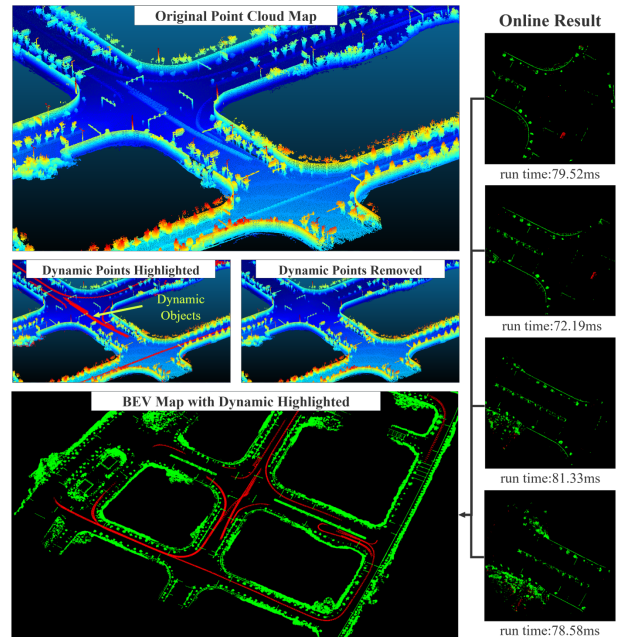 Original Point Cloud Map
Online Result
run time:79.52ms
Dynamic Points Highlighted
Dynamic
Objects
Dynamic Points Removed
run time:72.19ms
BEV Map with Dynamic Highlighted
run time:81.33ms
run time:78.58ms